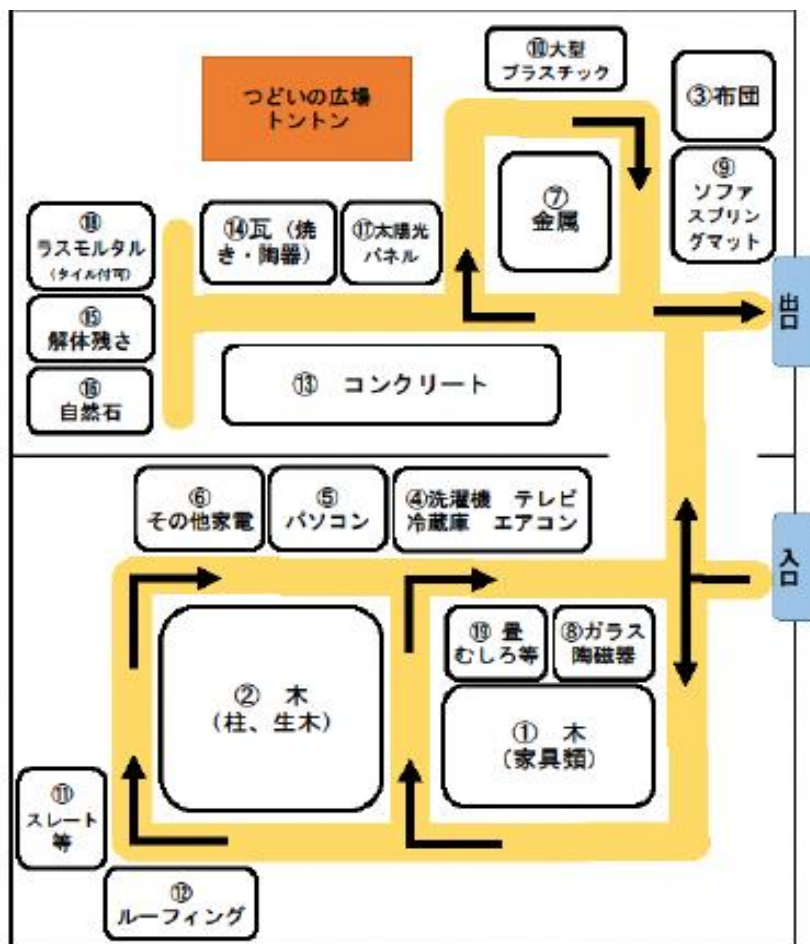 ⑩大型
プラスチック
つどいの広場
トントン
③布団
⑨
ソファ
スプリン
グマット
⑦
金属
⑱
ラスモルタル
(タイル付可)
⑭瓦(焼
き・陶器)
⑰太陽光
パネル
出口
⑮
解体残さ
⑯
自然石
⑬ コンクリート
⑥
その他家電
⑤
パソコン
④洗濯機 テレビ
冷蔵庫 エアコン
入口
⑲ 畳
むしろ等
⑧ガラス
陶磁器
② 木
(柱、生木)
① 木
(家具類)
⑪
スレート
等
⑫
ルーフィング